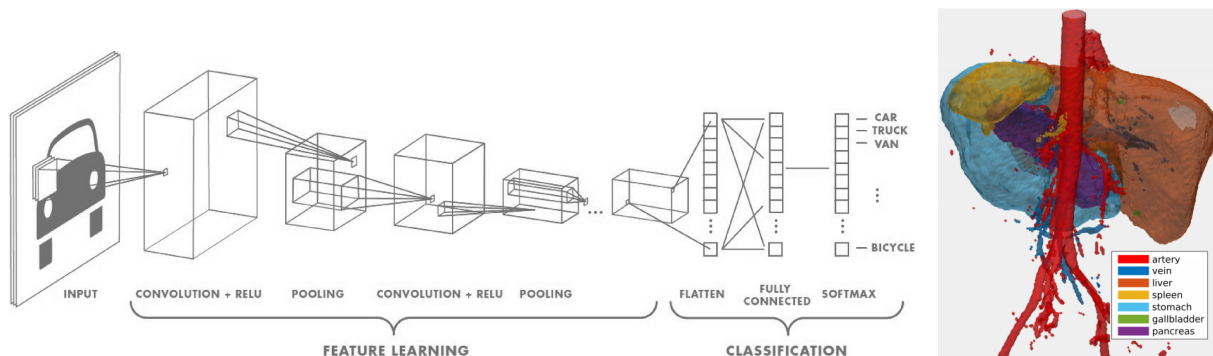 CAR
TRUCK
VAN
BICYCLE
INPUT
CONVOLUTION + RELU
POOLING
CONVOLUTION + RELU
POOLING
FLATTEN
FULLY
CONNECTED
SOFTMAX
FEATURE LEARNING
CLASSIFICATION
artery
vein
liver
spleen
stomach
gallbladder
pancreas